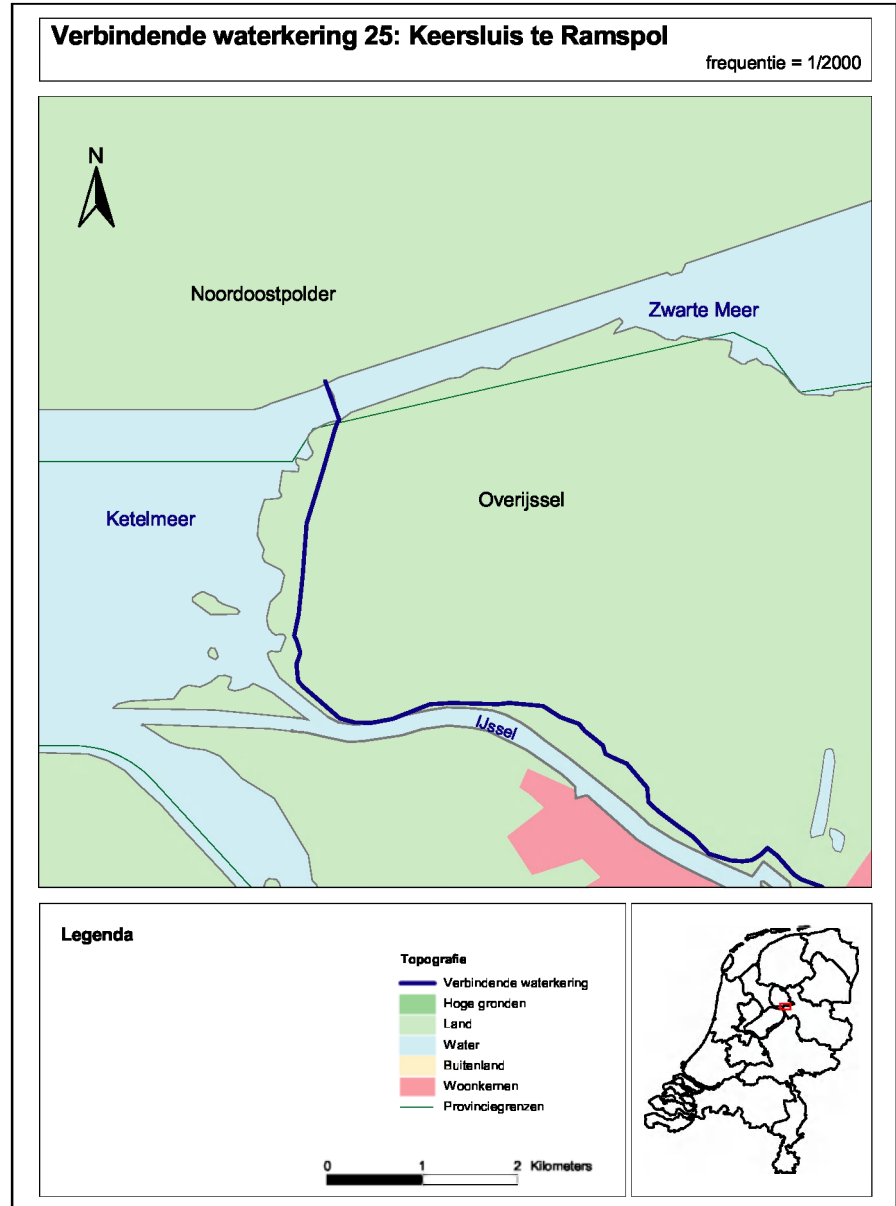 Verbindende waterkering 25: Keersluis te Ramspol
frequentie = 1/2000
N
Noordoostpolder
Zwarte Meer
Ketelmeer
Overijssel
IJssel
Legenda
Topografie
Verbindende waterkering
Hoge gronden
Land
Water
Buitenland
Woonkernen
Provinciegrenzen
0 1 2 Kilometers